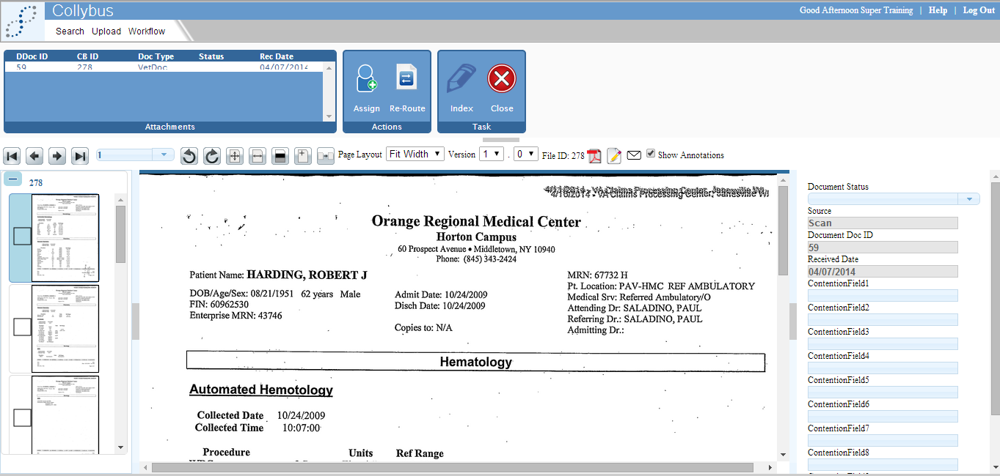 Collybus
Good Afternoon Super Training | Help | Log Out
Search Upload Workflow
DDoc ID CB ID Doc Type Status Rec Date
59 278 VetDoc 04/07/2014
Attachments
Assign Re-Route
Actions
Index Close
Task
1
Page Layout Fit Width Version 1 . 0 File ID: 278 Show Annotations
278
4/16/2014 - VA Claims Processing Center, Janesville WI
Orange Regional Medical Center
Horton Campus
60 Prospect Avenue • Middletown, NY 10940
Phone: (845) 343-2424
Patient Name: HARDING, ROBERT J
DOB/Age/Sex: 08/21/1951 62 years Male
FIN: 60962530
Enterprise MRN: 43746
Admit Date: 10/24/2009
Disch Date: 10/24/2009
Copies to: N/A
MRN: 67732 H
Pt. Location: PAV-HMC REF AMBULATORY
Medical Srv: Referred Ambulatory/O
Attending Dr: SALADINO, PAUL
Referring Dr.: SALADINO, PAUL
Admitting Dr.:
Hematology
Automated Hemotology
Collected Date 10/24/2009
Collected Time 10:07:00
Procedure Units Ref Range
Document Status
Source
Scan
Document Doc ID
59
Received Date
04/07/2014
ContentionField1
ContentionField2
ContentionField3
ContentionField4
ContentionField5
ContentionField6
ContentionField7
ContentionField8